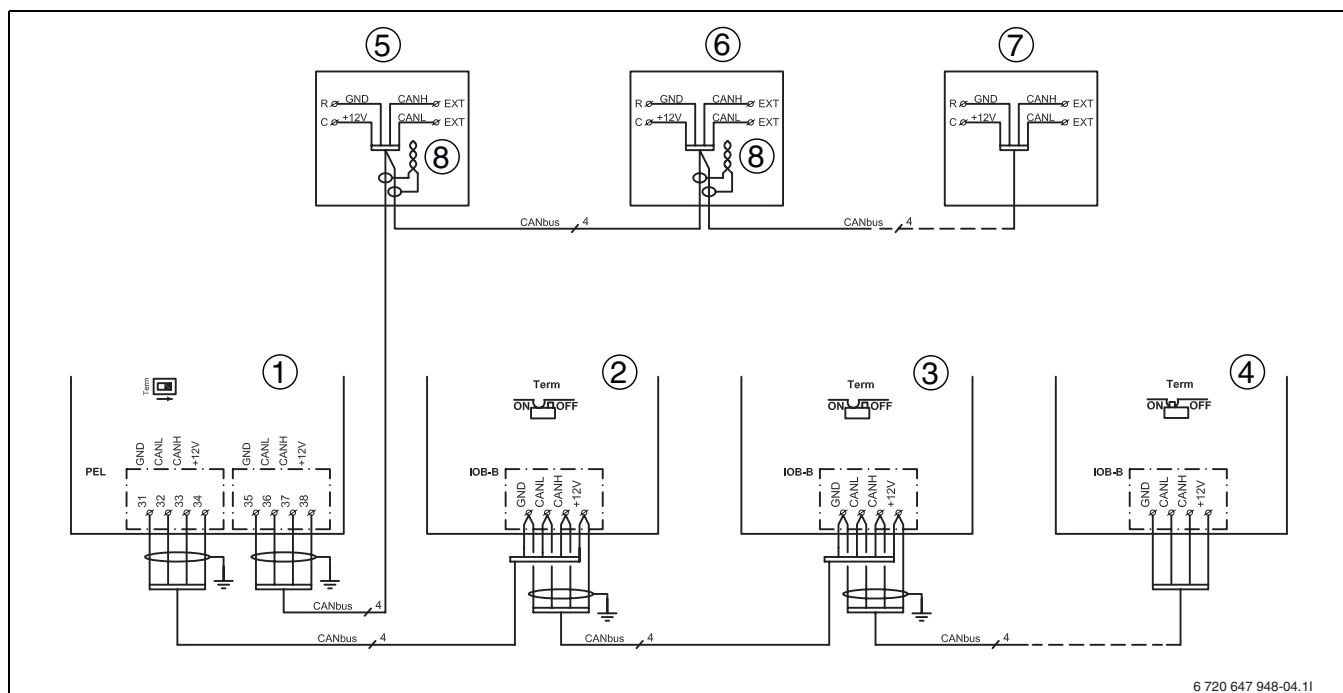 5 6 7
R GND CANH EXT R GND CANH EXT R GND CANH EXT
C +12V CANL EXT C +12V CANL EXT C +12V CANL EXT
8 8
CANbus 4 CANbus 4
1 2 3 4
Term Term Term Term
ON OFF ON OFF ON OFF
GND CANL CANH +12V GND CANL CANH +12V
PEL IOB-B IOB-B IOB-B
GND CANL CANH +12V GND CANL CANH +12V GND CANL CANH +12V
31 32 33 34 35 36 37 38
CANbus 4
CANbus 4 CANbus 4 CANbus 4
6 720 647 948-04.1I